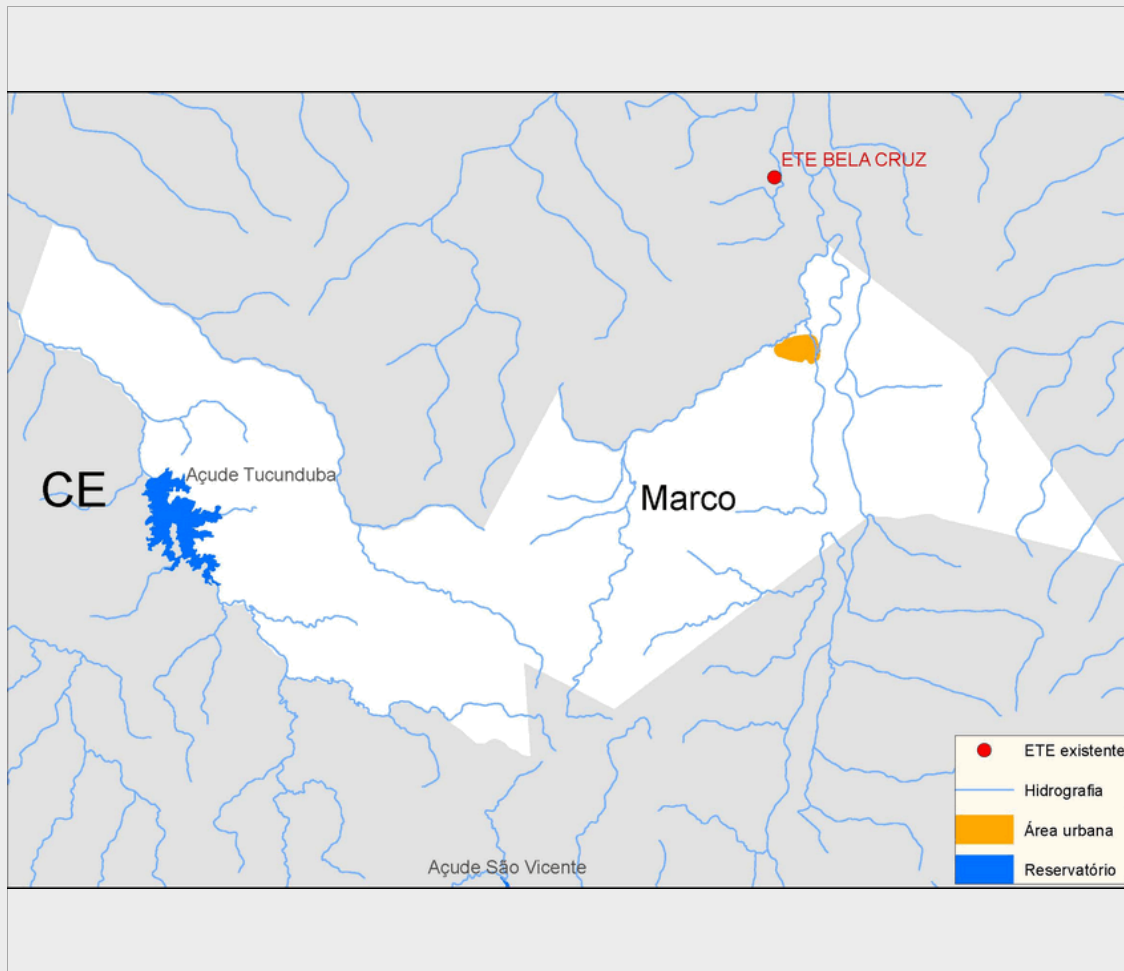 ETE BELA CRUZ
Açude Tucunduba
CE
Marco
ETE existente
Hidrografia
Área urbana
Açude São Vicente
Reservatório